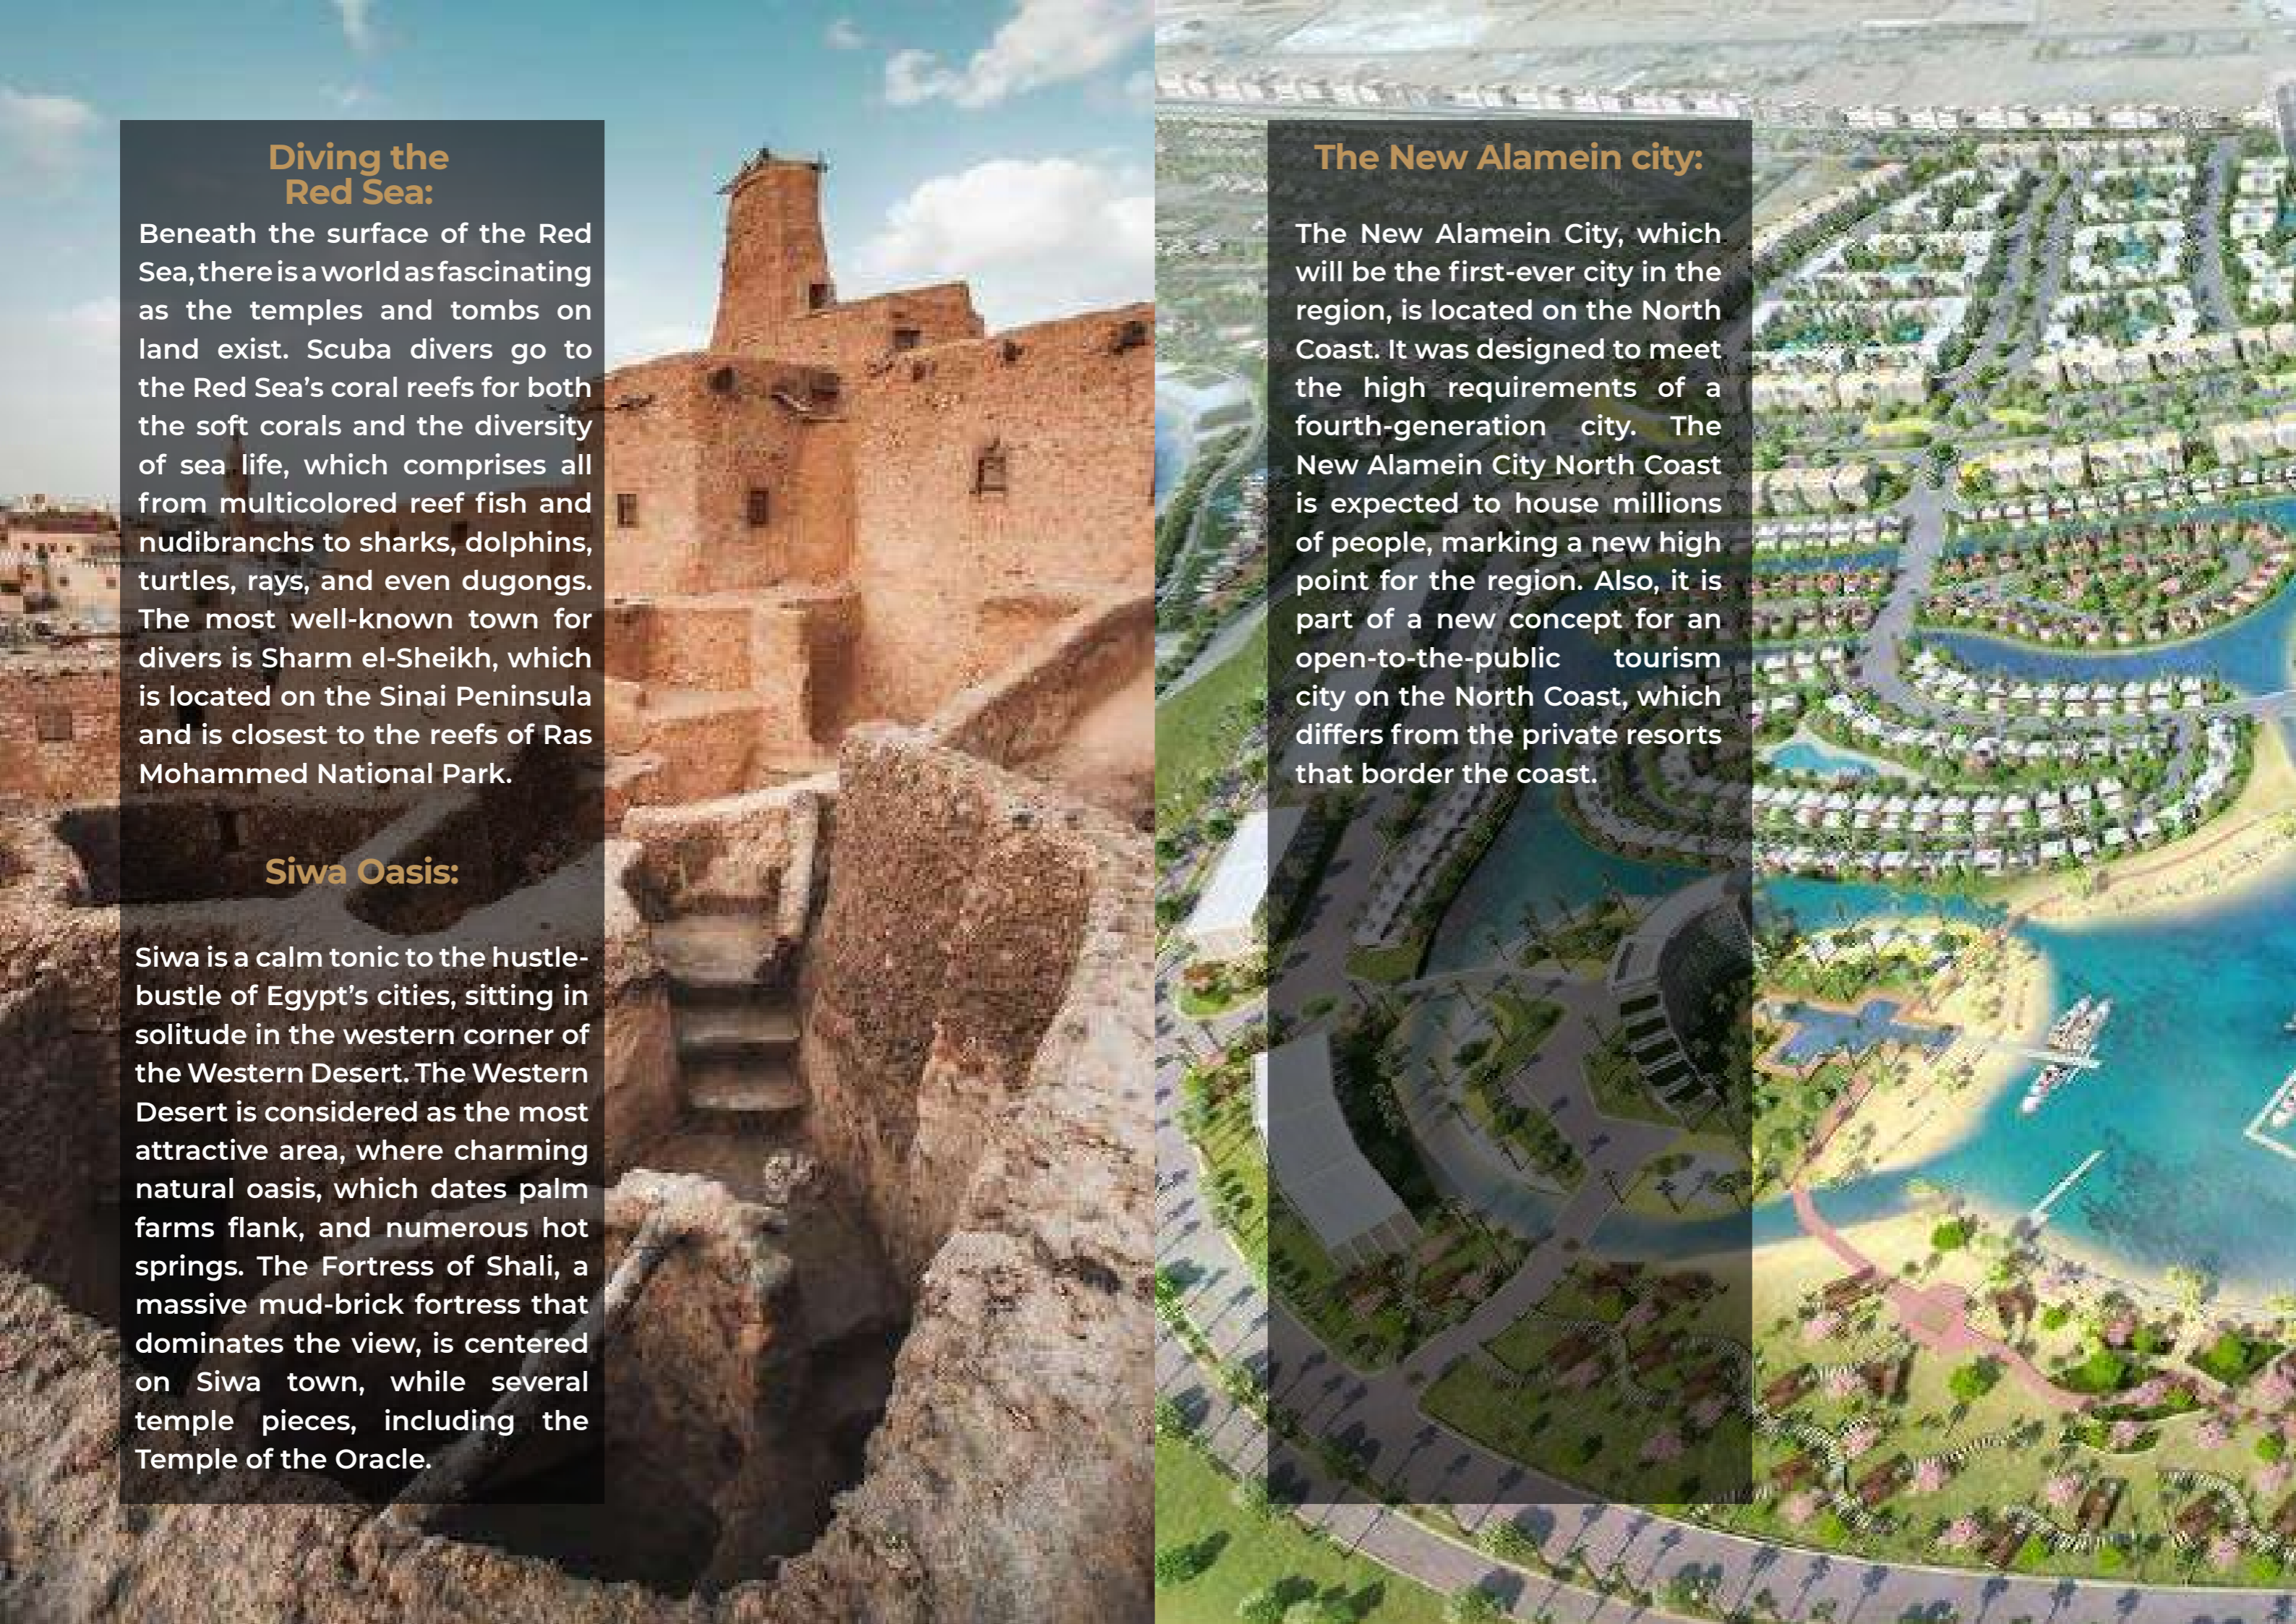 Diving the
Red Sea:
Beneath the surface of the Red
Sea, there is a world as fascinating
as the temples and tombs on
land exist. Scuba divers go to
the Red Sea’s coral reefs for both
the soft corals and the diversity
of sea life, which comprises all
from multicolored reef fish and
nudibranchs to sharks, dolphins,
turtles, rays, and even dugongs.
The most well-known town for
divers is Sharm el-Sheikh, which
is located on the Sinai Peninsula
and is closest to the reefs of Ras
Mohammed National Park.
Siwa Oasis:
Siwa is a calm tonic to the hustle-
bustle of Egypt’s cities, sitting in
solitude in the western corner of
the Western Desert. The Western
Desert is considered as the most
attractive area, where charming
natural oasis, which dates palm
farms flank, and numerous hot
springs. The Fortress of Shali, a
massive mud-brick fortress that
dominates the view, is centered
on Siwa town, while several
temple pieces, including the
Temple of the Oracle.
The New Alamein city:
The New Alamein City, which
will be the first-ever city in the
region, is located on the North
Coast. It was designed to meet
the high requirements of a
fourth-generation city. The
New Alamein City North Coast
is expected to house millions
of people, marking a new high
point for the region. Also, it is
part of a new concept for an
open-to-the-public tourism
city on the North Coast, which
differs from the private resorts
that border the coast.